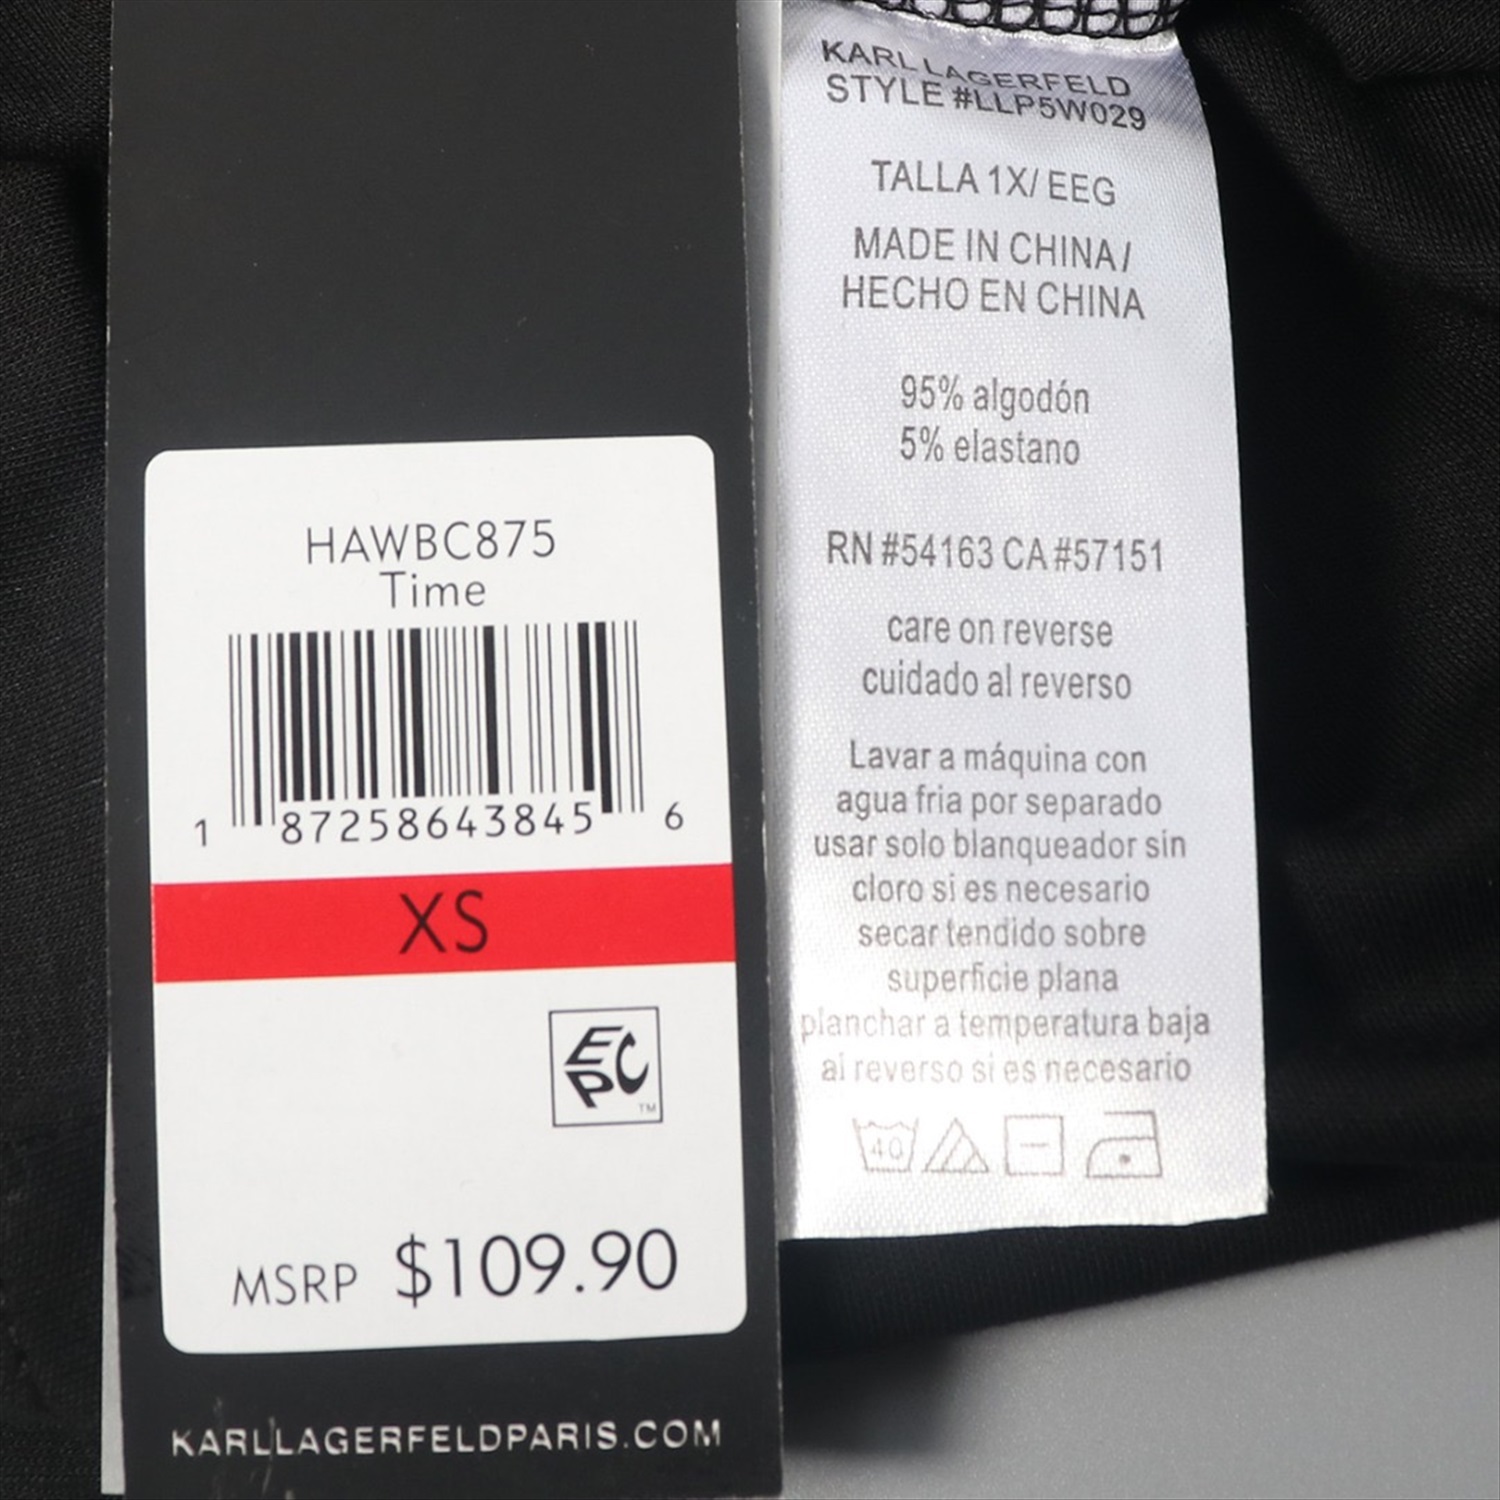 HAWBC875
Time
1 87258643845 6
XS
EPC
TM
MSRP $109.90
KARLLAGERFELDPARIS.COM
KARL LAGERFELD
STYLE #LLP5W029
TALLA 1X/ EEG
MADE IN CHINA/
HECHO EN CHINA
95% algodón
5% elastano
RN #54163 CA #57151
care on reverse
cuidado al reverso
Lavar a máquina con
agua fria por separado
usar solo blanqueador sin
cloro si es necesario
secar tendido sobre
superficie plana
planchar a temperatura baja
al reverso si es necesario
40